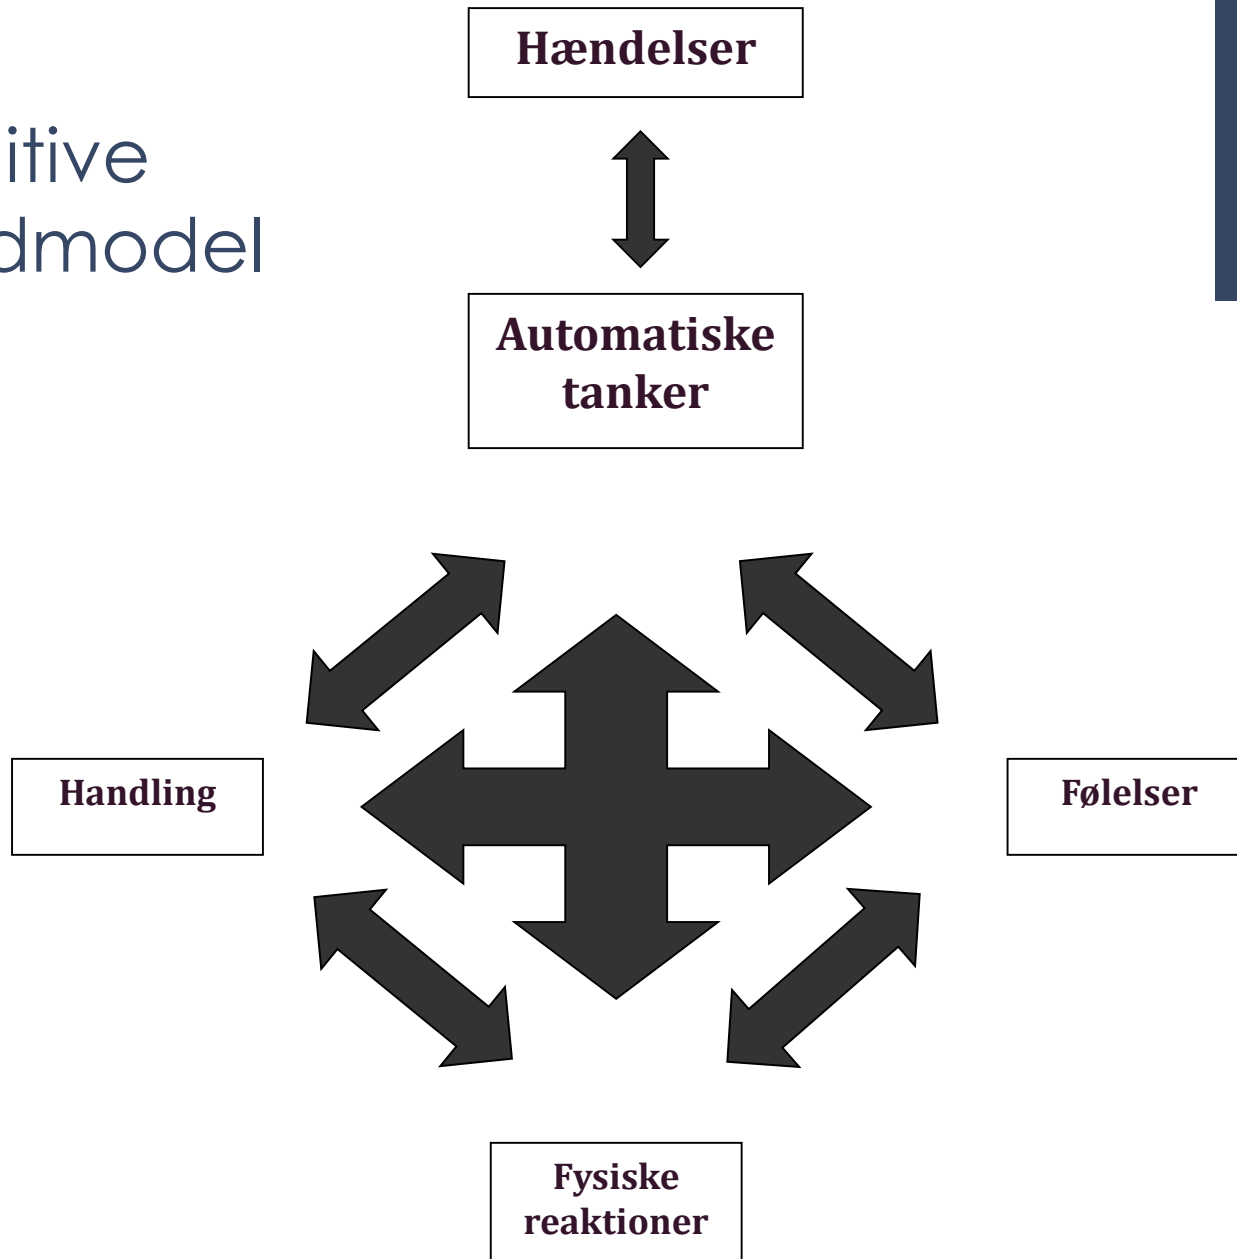 Hændelser
itive
dmodel
Automatiske
tanker
Handling
Følelser
Fysiske
reaktioner